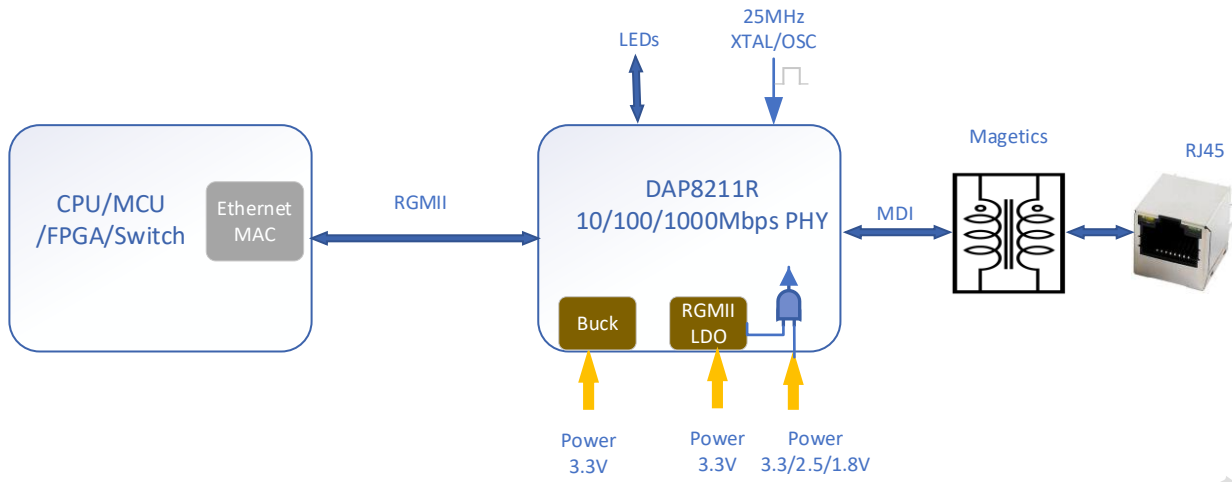 25MHz
XTAL/OSC
LEDs
Magetics
RJ45
CPU/MCU
/FPGA/Switch
Ethernet
MAC
RGMII
DAP8211R
10/100/1000Mbps PHY
MDI
Buck
RGMII
LDO
Power
3.3V
Power
3.3V
Power
3.3/2.5/1.8V